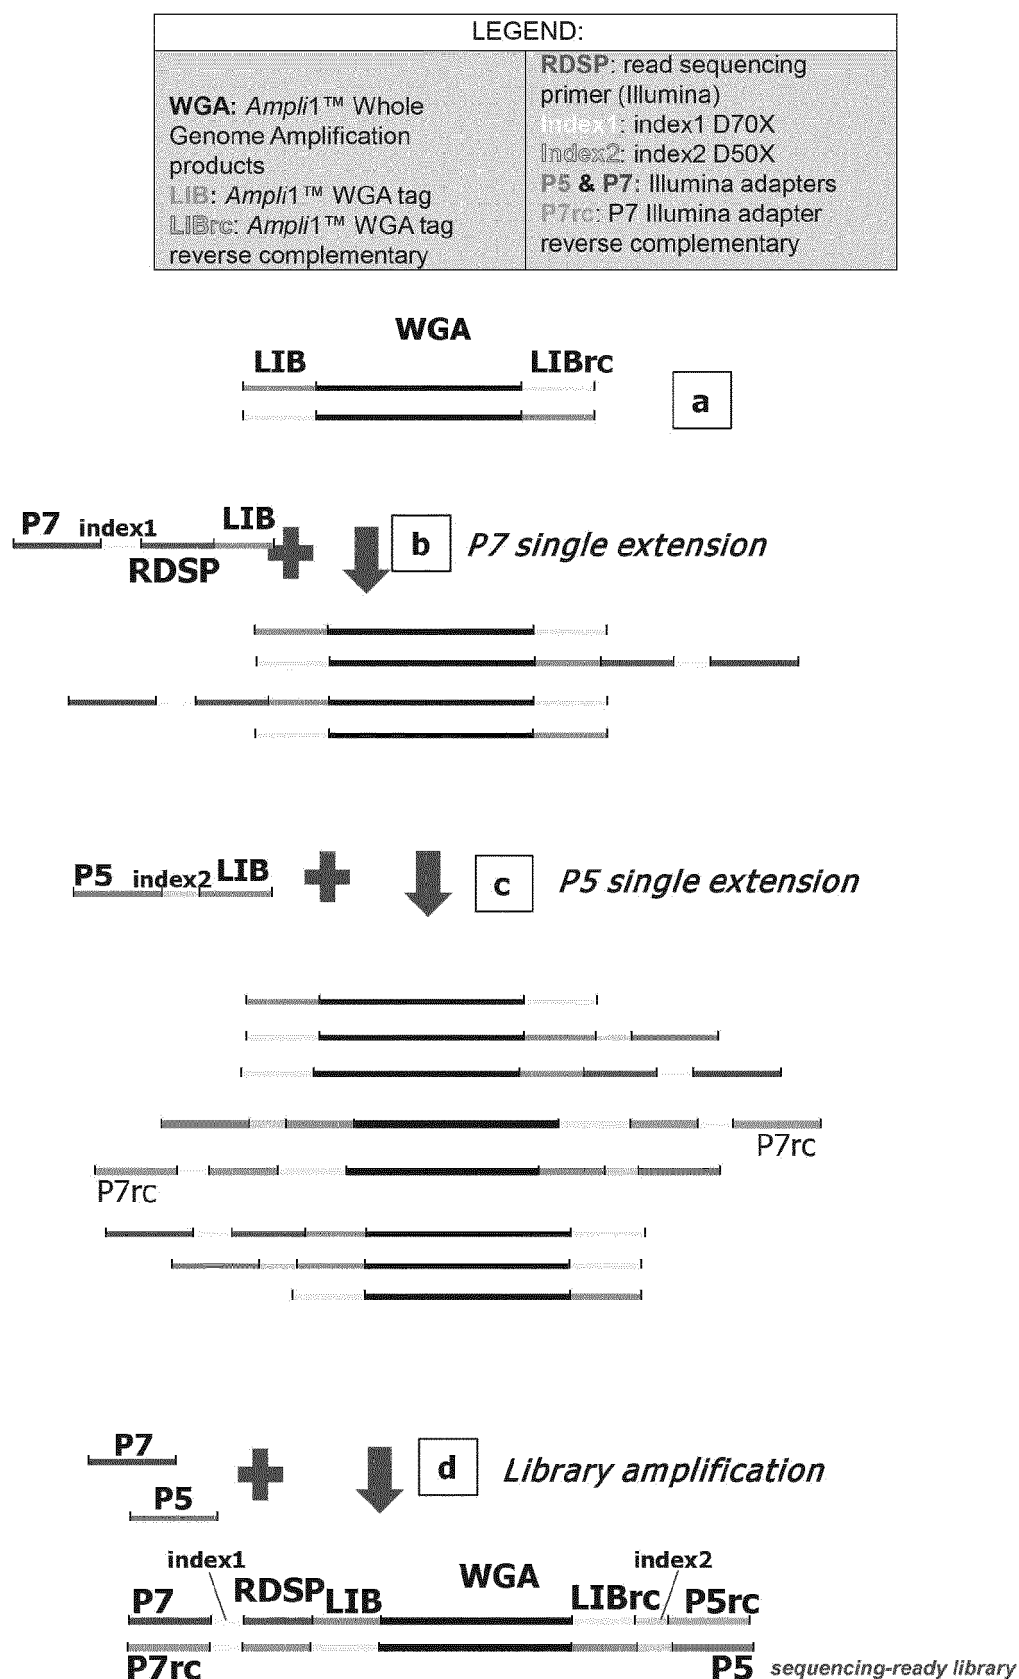 LEGEND:
WGA: Ampli1™ Whole
Genome Amplification
products
LIB: Ampli1™ WGA tag
LIBrc: Ampli1™ WGA tag
reverse complementary
RDSP: read sequencing
primer (Illumina)
Index1: index1 D70X
Index2: index2 D50X
P5 & P7: Illumina adapters
P7rc: P7 Illumina adapter
reverse complementary
WGA
LIB
LIBrc
a
P7 index1 LIB
RDSP
b
P7 single extension
P5 index2 LIB
c
P5 single extension
P7rc
P7rc
P7
P5
d
Library amplification
index1
index2
P7 RDSP LIB WGA LIBrc P5rc
P7rc
P5
sequencing-ready library